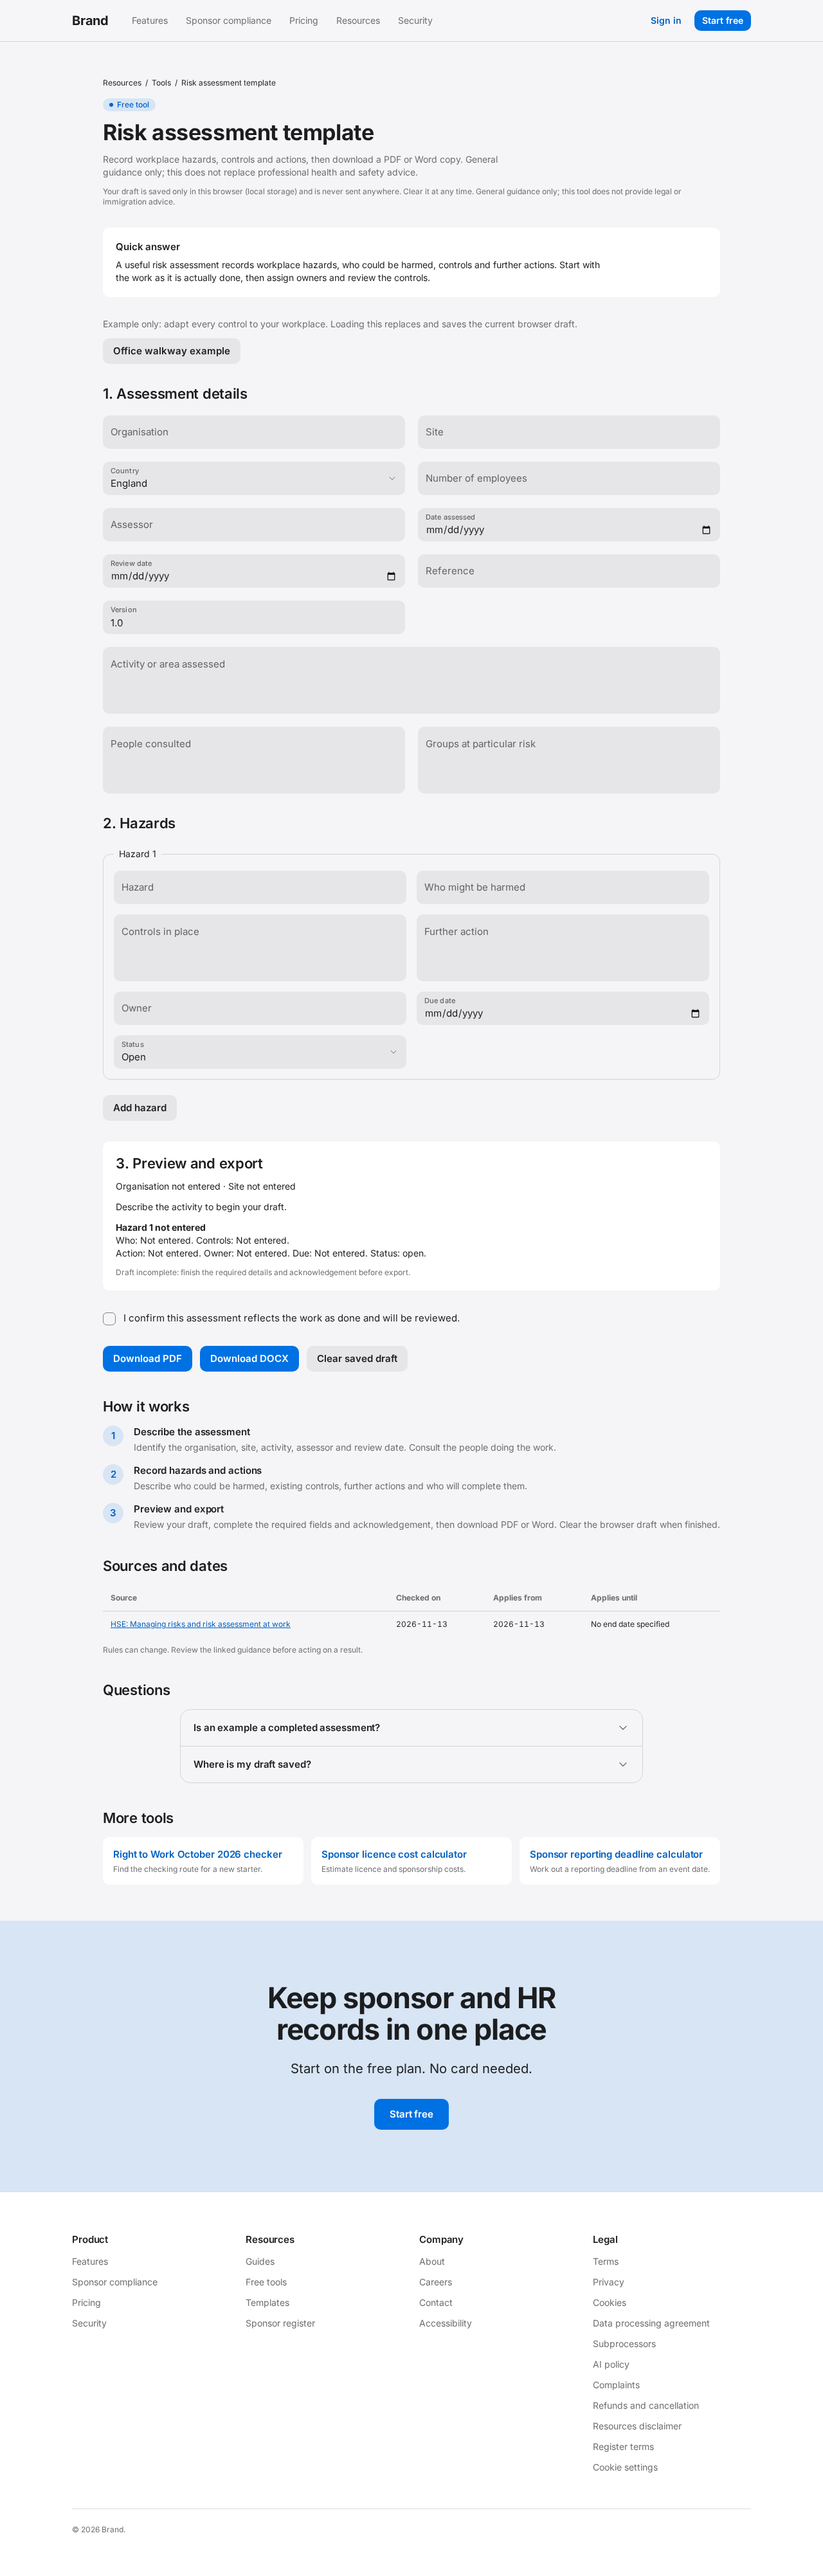 Brand
Features
Sponsor compliance
Pricing
Resources
Security
Sign in
Start free
Resources / Tools / Risk assessment template
Free tool
Risk assessment template
Record workplace hazards, controls and actions, then download a PDF or Word copy. General
guidance only; this does not replace professional health and safety advice.
Your draft is saved only in this browser (local storage) and is never sent anywhere. Clear it at any time. General guidance only; this tool does not provide legal or
immigration advice.
Quick answer
A useful risk assessment records workplace hazards, who could be harmed, controls and further actions. Start with
the work as it is actually done, then assign owners and review the controls.
Example only: adapt every control to your workplace. Loading this replaces and saves the current browser draft.
Office walkway example
1. Assessment details
Organisation
Site
Country
England
Number of employees
Assessor
Date assessed
mm/dd/yyyy
Review date
mm/dd/yyyy
Reference
Version
1.0
Activity or area assessed
People consulted
Groups at particular risk
2. Hazards
Hazard 1
Hazard
Who might be harmed
Controls in place
Further action
Owner
Due date
mm/dd/yyyy
Status
Open
Add hazard
3. Preview and export
Organisation not entered · Site not entered
Describe the activity to begin your draft.
Hazard 1 not entered
Who: Not entered. Controls: Not entered.
Action: Not entered. Owner: Not entered. Due: Not entered. Status: open.
Draft incomplete: finish the required details and acknowledgement before export.
I confirm this assessment reflects the work as done and will be reviewed.
Download PDF
Download DOCX
Clear saved draft
How it works
1
Describe the assessment
Identify the organisation, site, activity, assessor and review date. Consult the people doing the work.
2
Record hazards and actions
Describe who could be harmed, existing controls, further actions and who will complete them.
3
Preview and export
Review your draft, complete the required fields and acknowledgement, then download PDF or Word. Clear the browser draft when finished.
Sources and dates
Source
Checked on
Applies from
Applies until
HSE: Managing risks and risk assessment at work
2026-11-13
2026-11-13
No end date specified
Rules can change. Review the linked guidance before acting on a result.
Questions
Is an example a completed assessment?
Where is my draft saved?
More tools
Right to Work October 2026 checker
Find the checking route for a new starter.
Sponsor licence cost calculator
Estimate licence and sponsorship costs.
Sponsor reporting deadline calculator
Work out a reporting deadline from an event date.
Keep sponsor and HR
records in one place
Start on the free plan. No card needed.
Start free
Product
Features
Sponsor compliance
Pricing
Security
Resources
Guides
Free tools
Templates
Sponsor register
Company
About
Careers
Contact
Accessibility
Legal
Terms
Privacy
Cookies
Data processing agreement
Subprocessors
AI policy
Complaints
Refunds and cancellation
Resources disclaimer
Register terms
Cookie settings
© 2026 Brand.